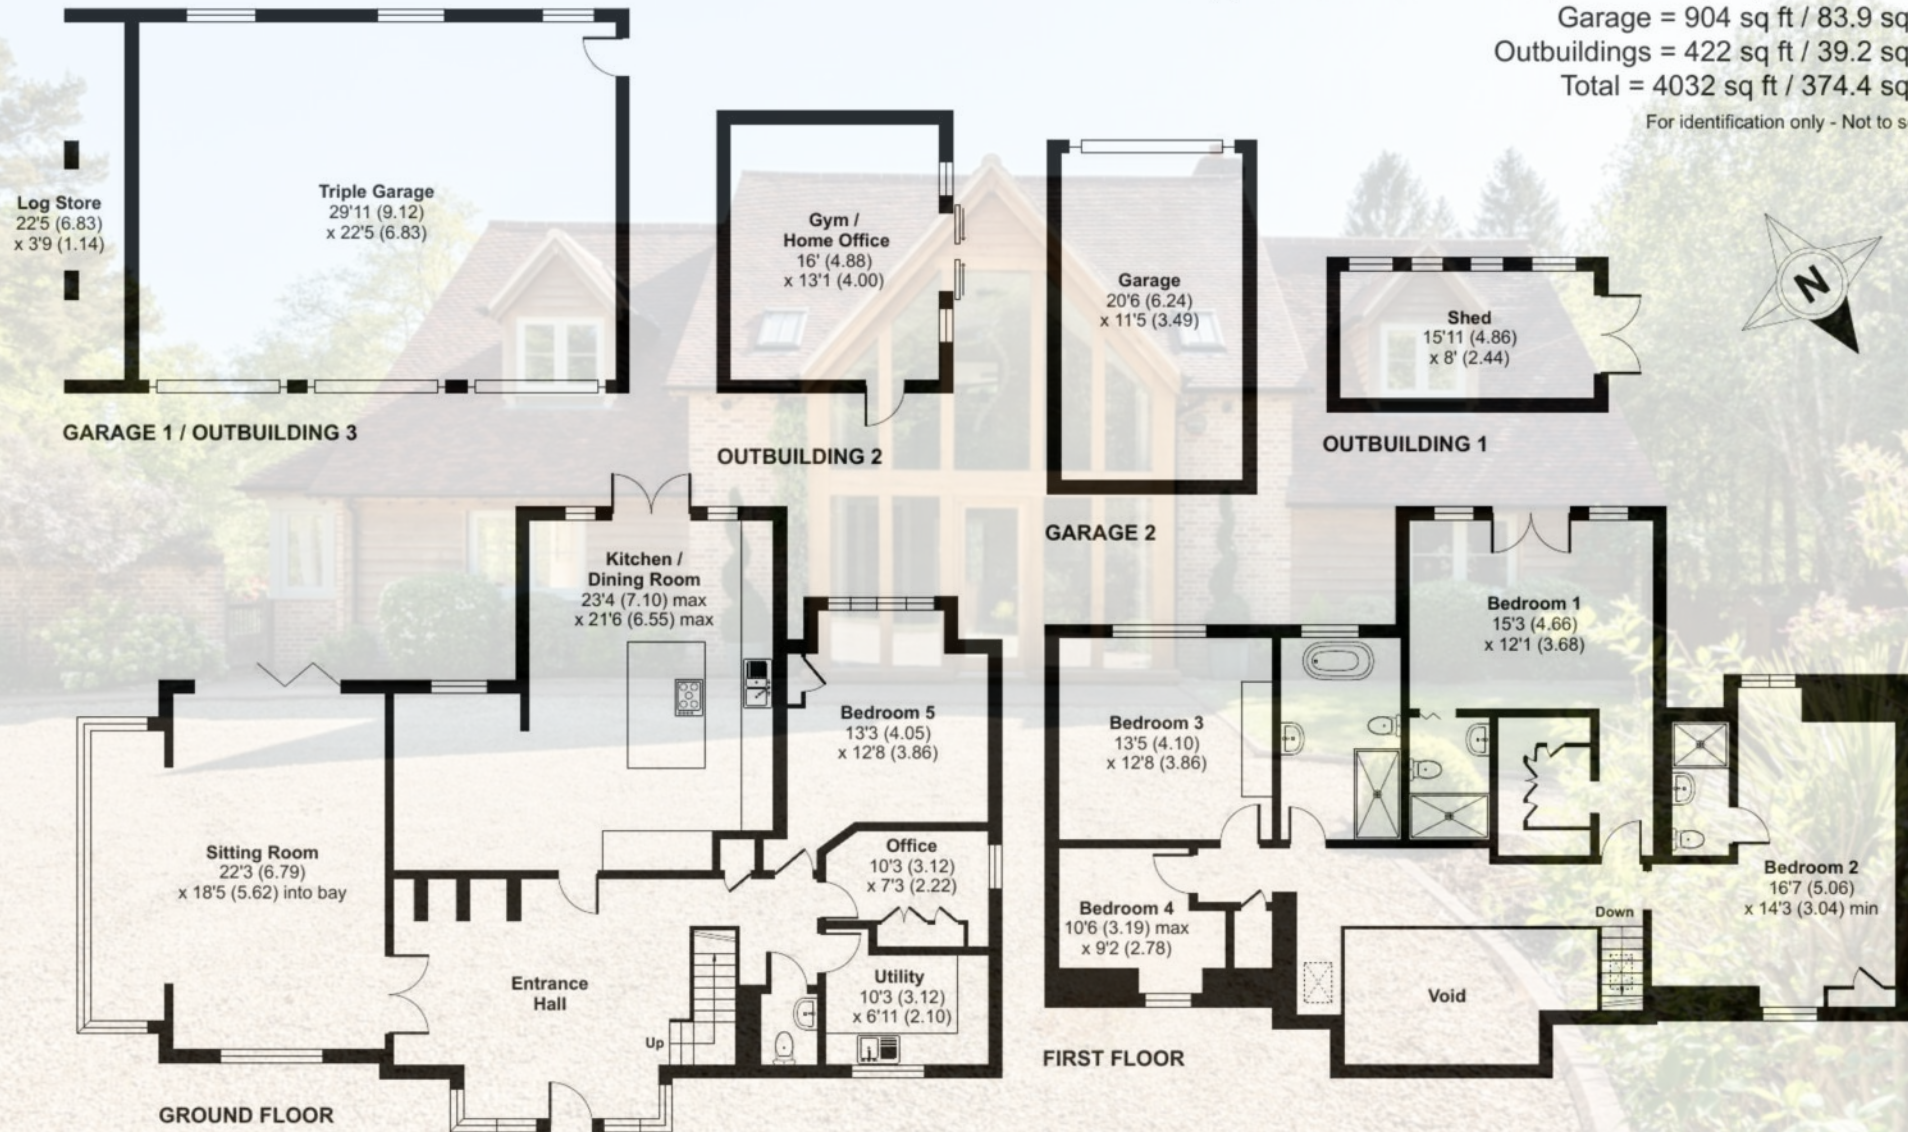 Garage = 904 sq ft / 83.9 sq
Outbuildings = 422 sq ft / 39.2 sq
Total = 4032 sq ft / 374.4 sq
For identification only - Not to s
Log Store
22'5 (6.83)
x 3'9 (1.14)
Triple Garage
29'11 (9.12)
x 22'5 (6.83)
GARAGE 1 / OUTBUILDING 3
Gym /
Home Office
16' (4.88)
x 13'1 (4.00)
OUTBUILDING 2
Garage
20'6 (6.24)
x 11'5 (3.49)
GARAGE 2
Shed
15'11 (4.86)
x 8' (2.44)
OUTBUILDING 1
N
Kitchen /
Dining Room
23'4 (7.10) max
x 21'6 (6.55) max
Bedroom 5
13'3 (4.05)
x 12'8 (3.86)
Sitting Room
22'3 (6.79)
x 18'5 (5.62) into bay
Office
10'3 (3.12)
x 7'3 (2.22)
Entrance
Hall
Up
Utility
10'3 (3.12)
x 6'11 (2.10)
GROUND FLOOR
Bedroom 1
15'3 (4.66)
x 12'1 (3.68)
Bedroom 3
13'5 (4.10)
x 12'8 (3.86)
Bedroom 2
16'7 (5.06)
x 14'3 (3.04) min
Bedroom 4
10'6 (3.19) max
x 9'2 (2.78)
Down
Void
FIRST FLOOR